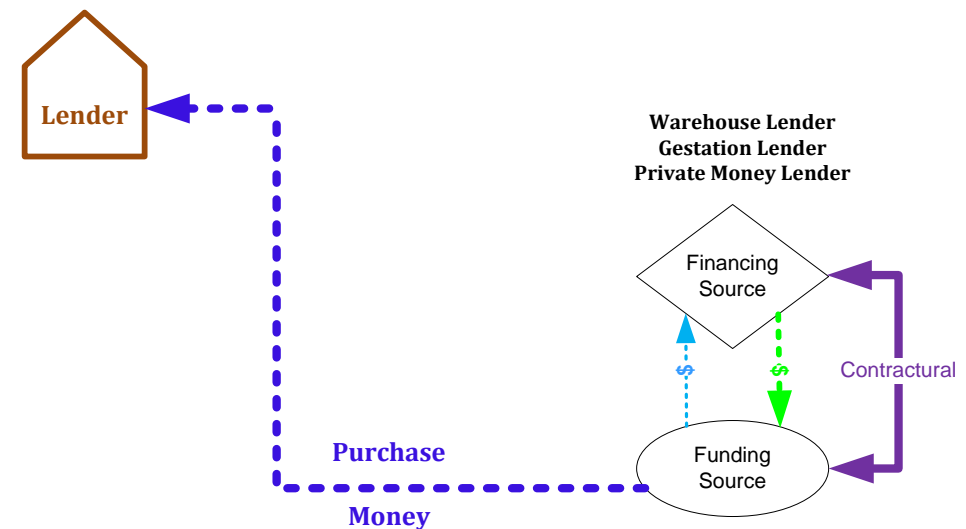 Lender
Warehouse Lender
Gestation Lender
Private Money Lender
Financing
Source
$
$
Contractural
Purchase
Money
Funding
Source